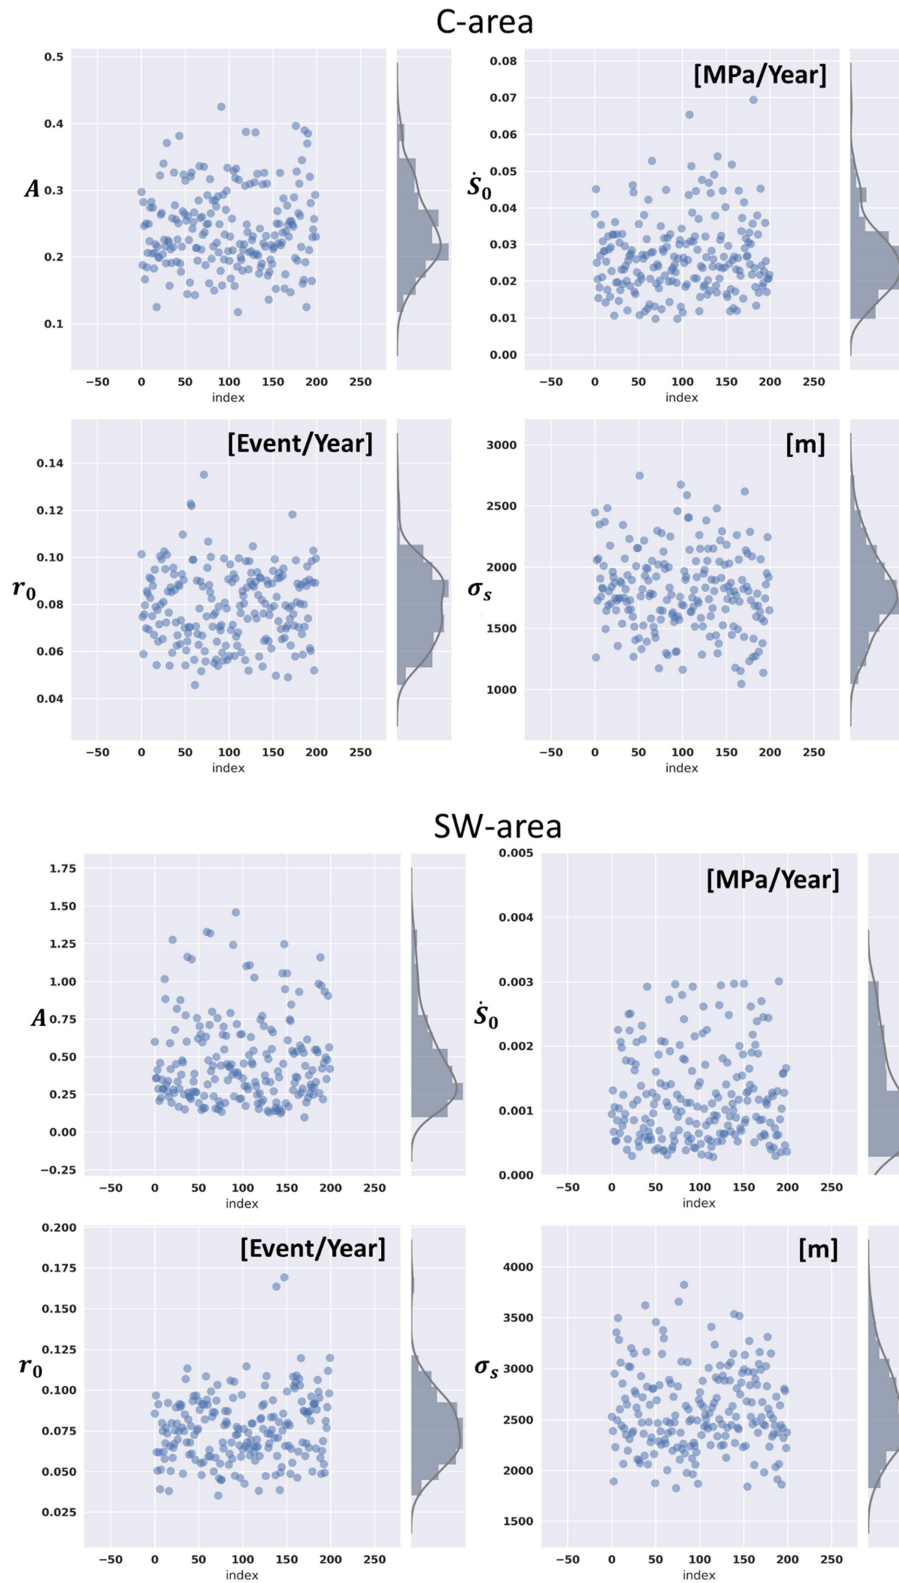 C-area
[MPa/Year]
A
0.5
0.4
0.3
0.2
0.1
−50 0 50 100 150 200 250
index
Ṡ₀
0.08
0.07
0.06
0.05
0.04
0.03
0.02
0.01
0.00
−50 0 50 100 150 200 250
index
[Event/Year]
r₀
0.14
0.12
0.10
0.08
0.06
0.04
−50 0 50 100 150 200 250
index
[m]
σₛ
3000
2500
2000
1500
1000
−50 0 50 100 150 200 250
index
SW-area
A
1.75
1.50
1.25
1.00
0.75
0.50
0.25
0.00
−0.25
−50 0 50 100 150 200 250
index
[MPa/Year]
Ṡ₀
0.005
0.004
0.003
0.002
0.001
0.000
−50 0 50 100 150 200 250
index
[Event/Year]
r₀
0.200
0.175
0.150
0.125
0.100
0.075
0.050
0.025
−50 0 50 100 150 200 250
index
[m]
σₛ
4000
3500
3000
2500
2000
1500
−50 0 50 100 150 200 250
index